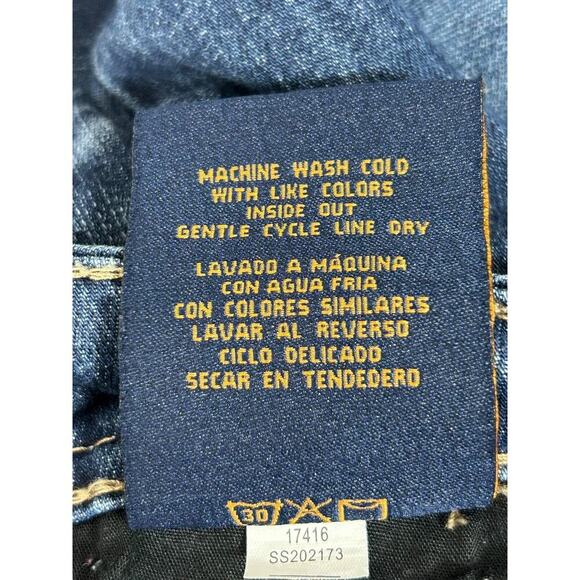 MACHINE WASH COLD
WITH LIKE COLORS
INSIDE OUT
GENTLE CYCLE LINE DRY
LAVADO A MÁQUINA
CON AGUA FRIA
CON COLORES SIMILARES
LAVAR AL REVERSO
CICLO DELICADO
SECAR EN TENDEDERO
30
17416
SS202173